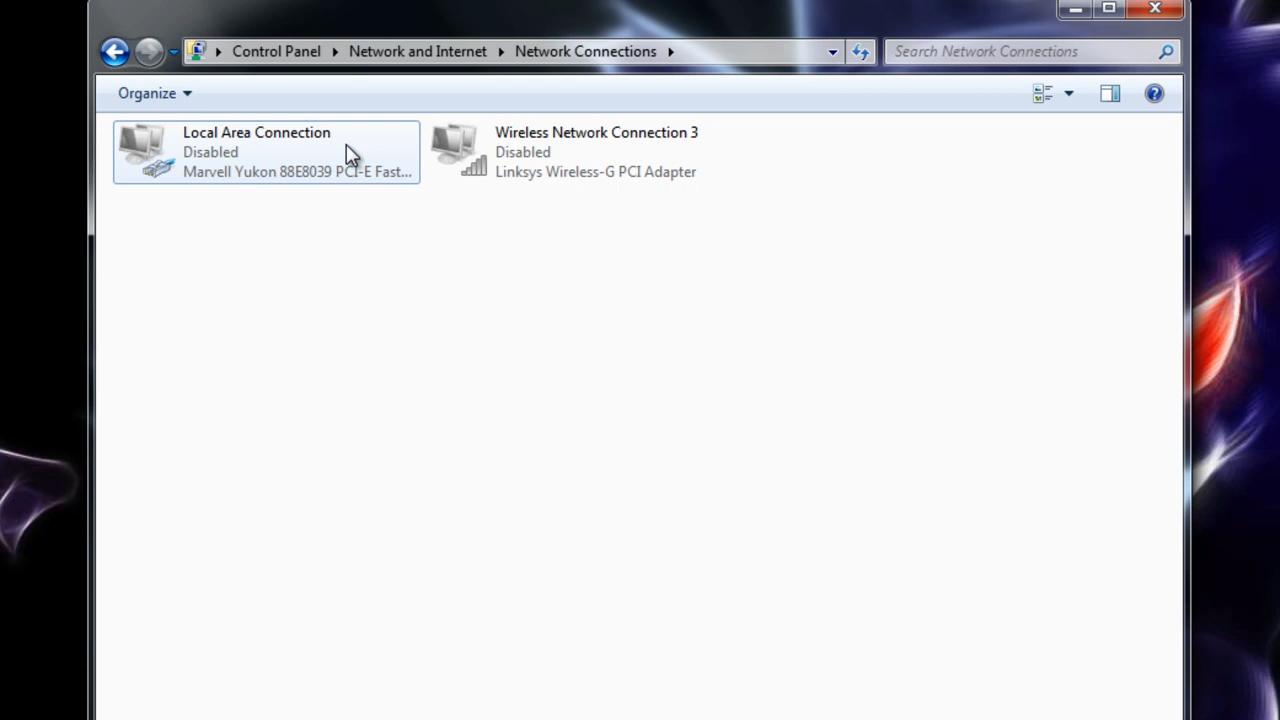 Control Panel Network and Internet Network Connections
Search Network Connections
Organize
Local Area Connection
Disabled
Marvell Yukon 88E8039 PCI-E Fast...
Wireless Network Connection 3
Disabled
Linksys Wireless-G PCI Adapter